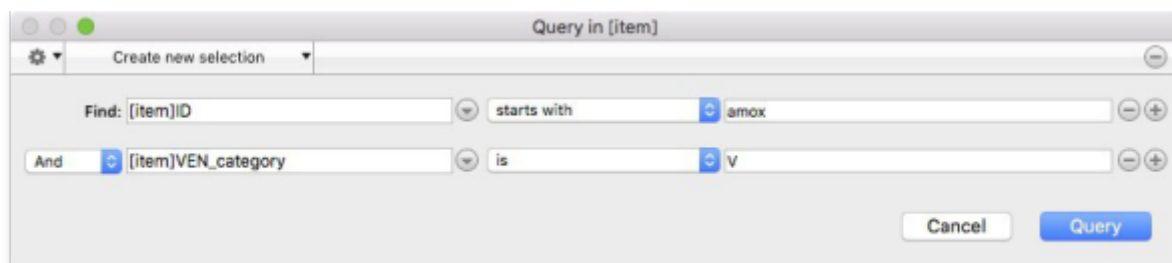 Query in [item]
Create new selection
Find: [item]ID starts with amox
And [item]VEN_category is V
Cancel Query